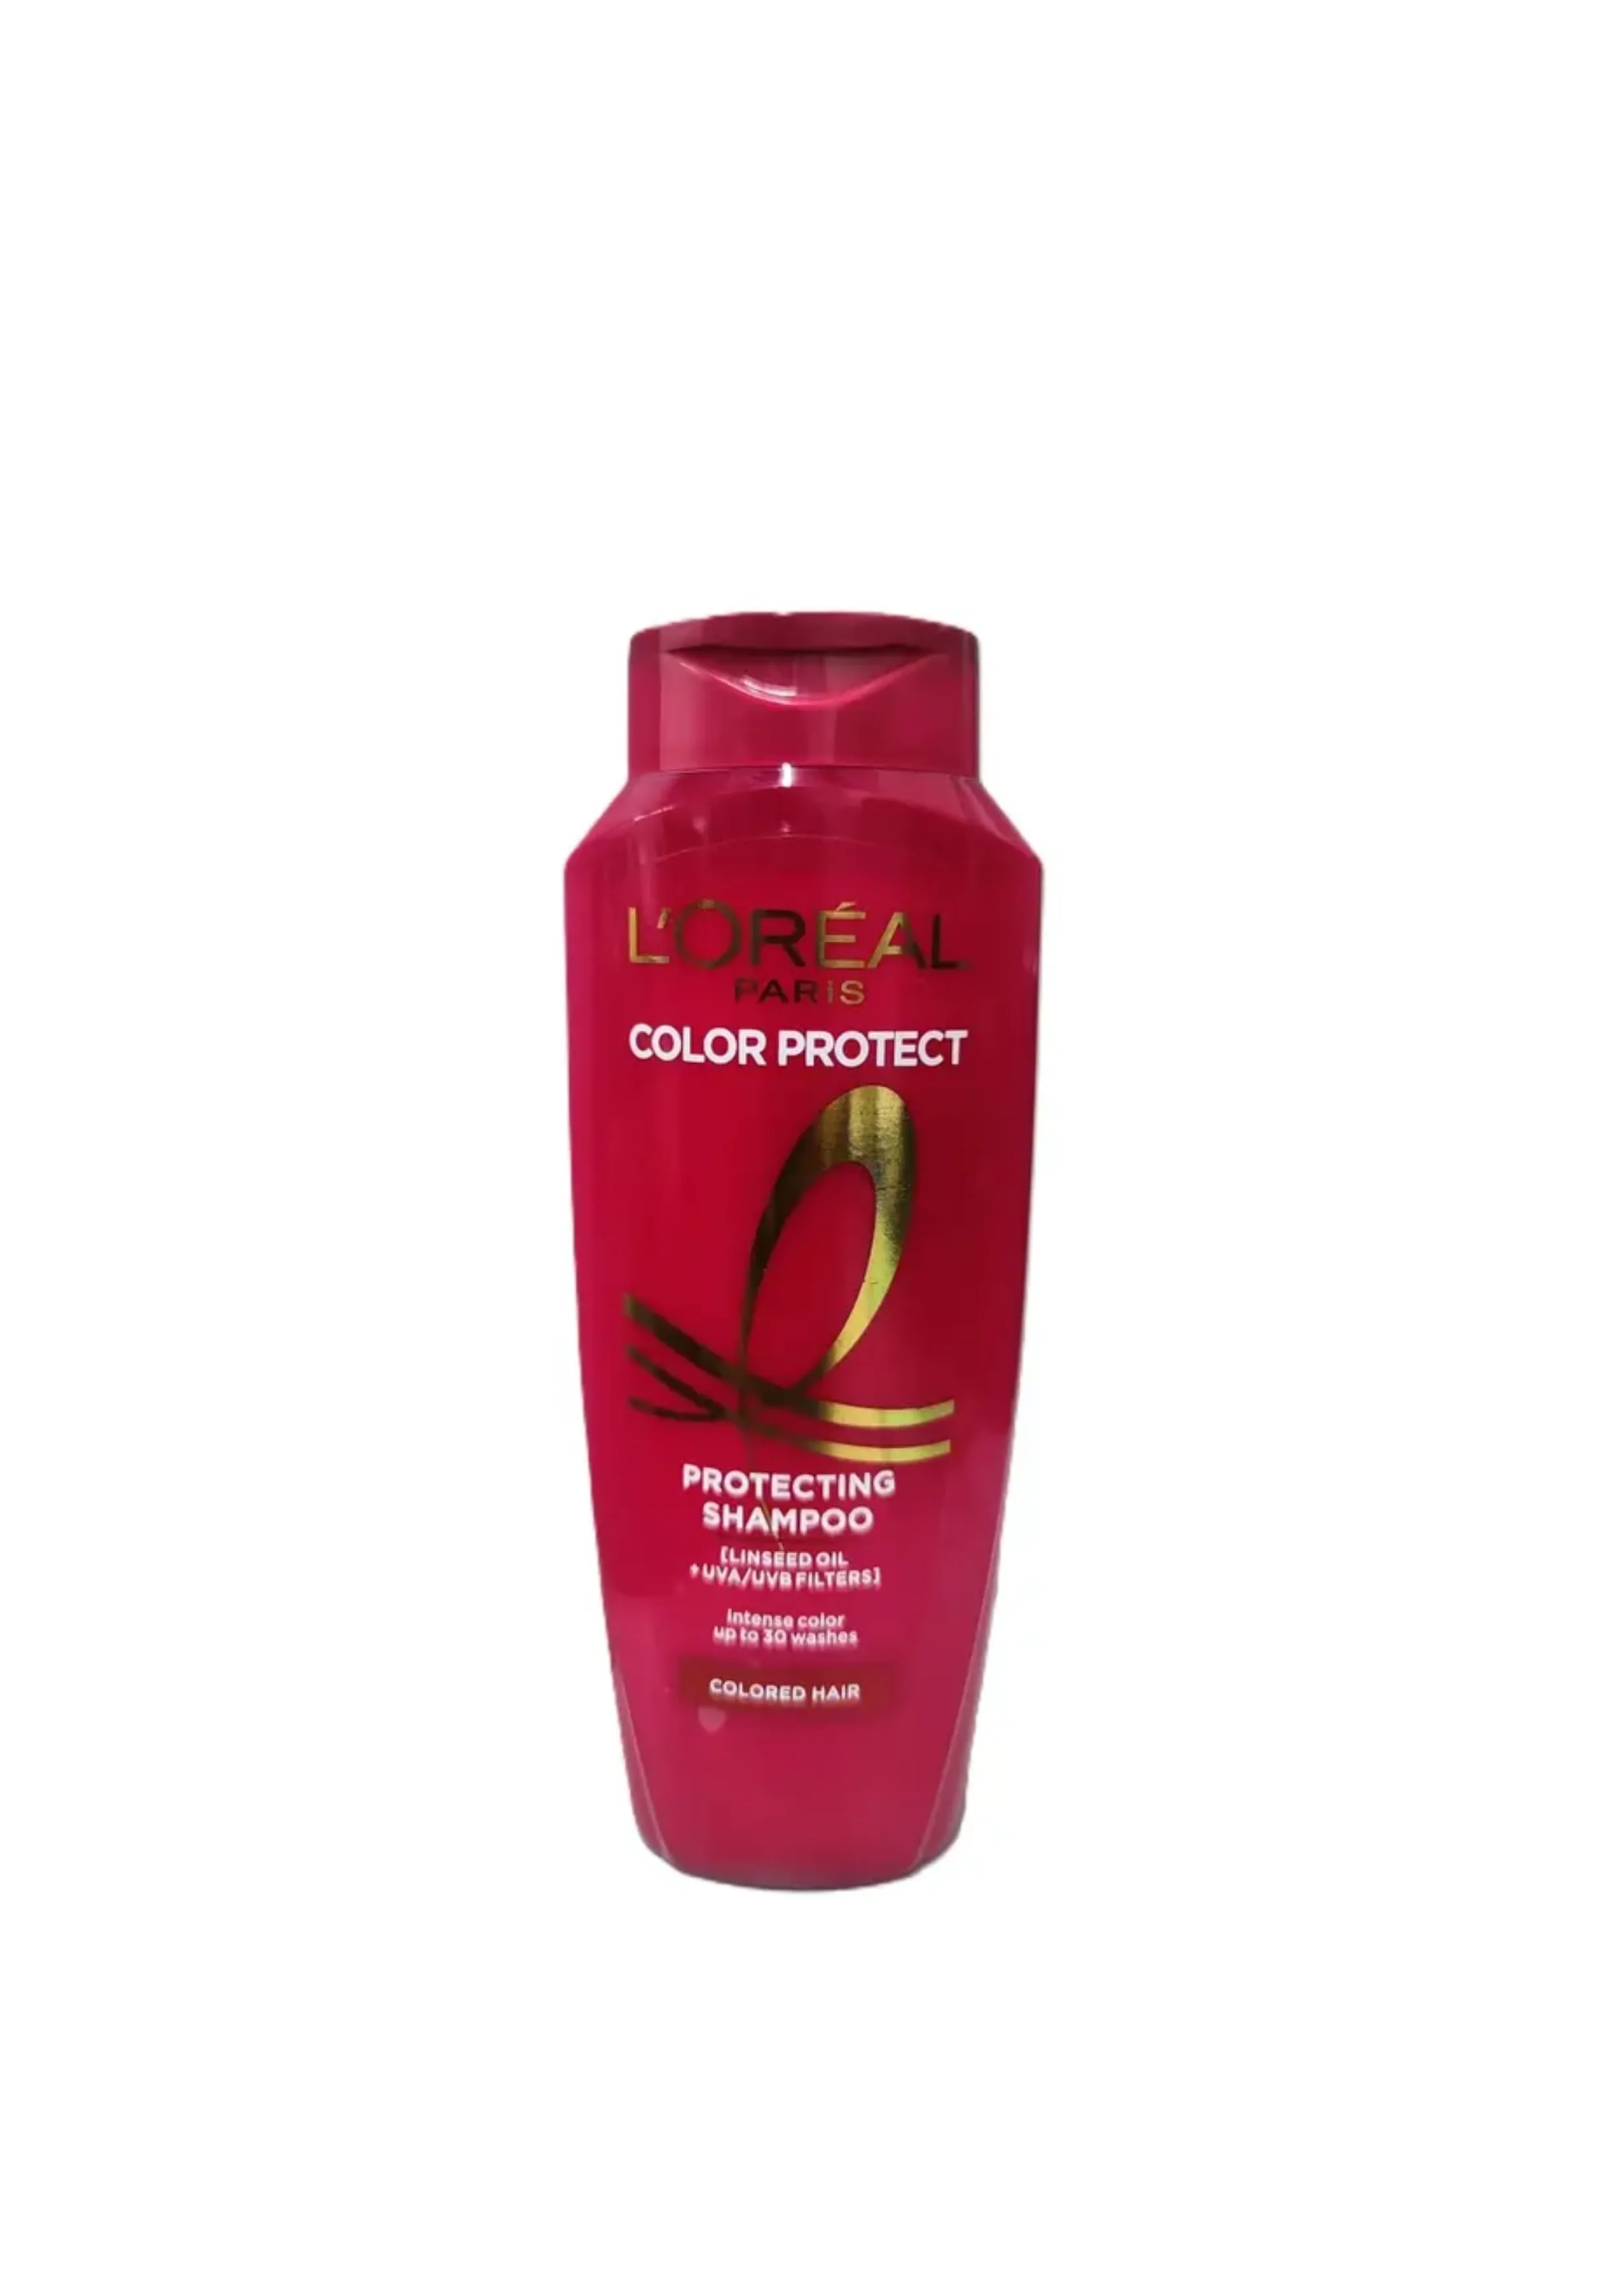 L'ORÉAL
PARiS
COLOR PROTECT
PROTECTING
SHAMPOO
[LINSEED OIL
+ UVA/UVB FILTERS]
Intense color
up to 30 washes
COLORED HAIR